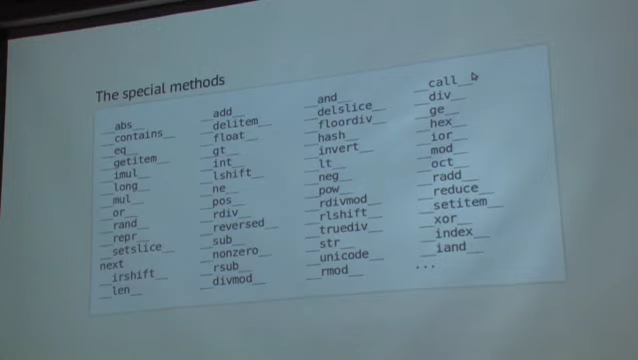 The special methods
__abs__ __add__ __and__ __call__
__contains__ __delitem__ __delslice__ __div__
__eq__ __float__ __floordiv__ __ge__
__getitem__ __gt__ __hash__ __hex__
__imul__ __int__ __invert__ __ior__
__long__ __lshift__ __lt__ __mod__
__mul__ __ne__ __neg__ __oct__
__or__ __pos__ __pow__ __radd__
__rand__ __rdiv__ __rdivmod__ __reduce__
__repr__ __reversed__ __rlshift__ __setitem__
__setslice__ __sub__ __truediv__ __xor__
next __nonzero__ __str__ __index__
__irshift__ __rsub__ __unicode__ __iand__
__len__ __divmod__ __rmod__ ...